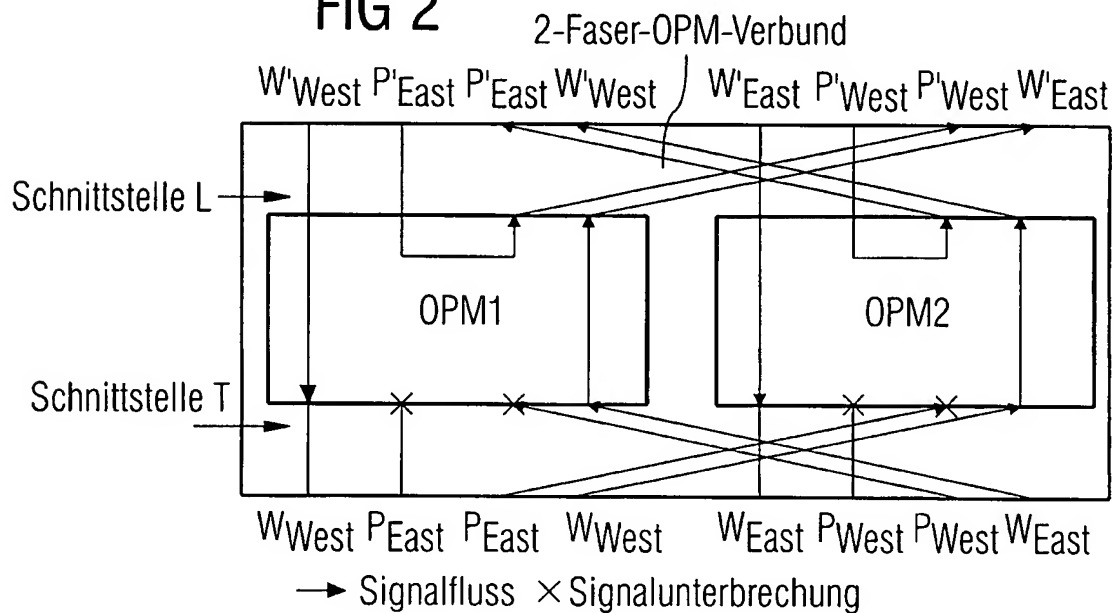 FIG 2
2-Faser-OPM-Verbund
W'West P'East P'East W'West W'East P'West P'West W'East
Schnittstelle L
OPM1 OPM2
Schnittstelle T
WWest PEast PEast WWest WEast PWest PWest WEast
Signalfluss × Signalunterbrechung